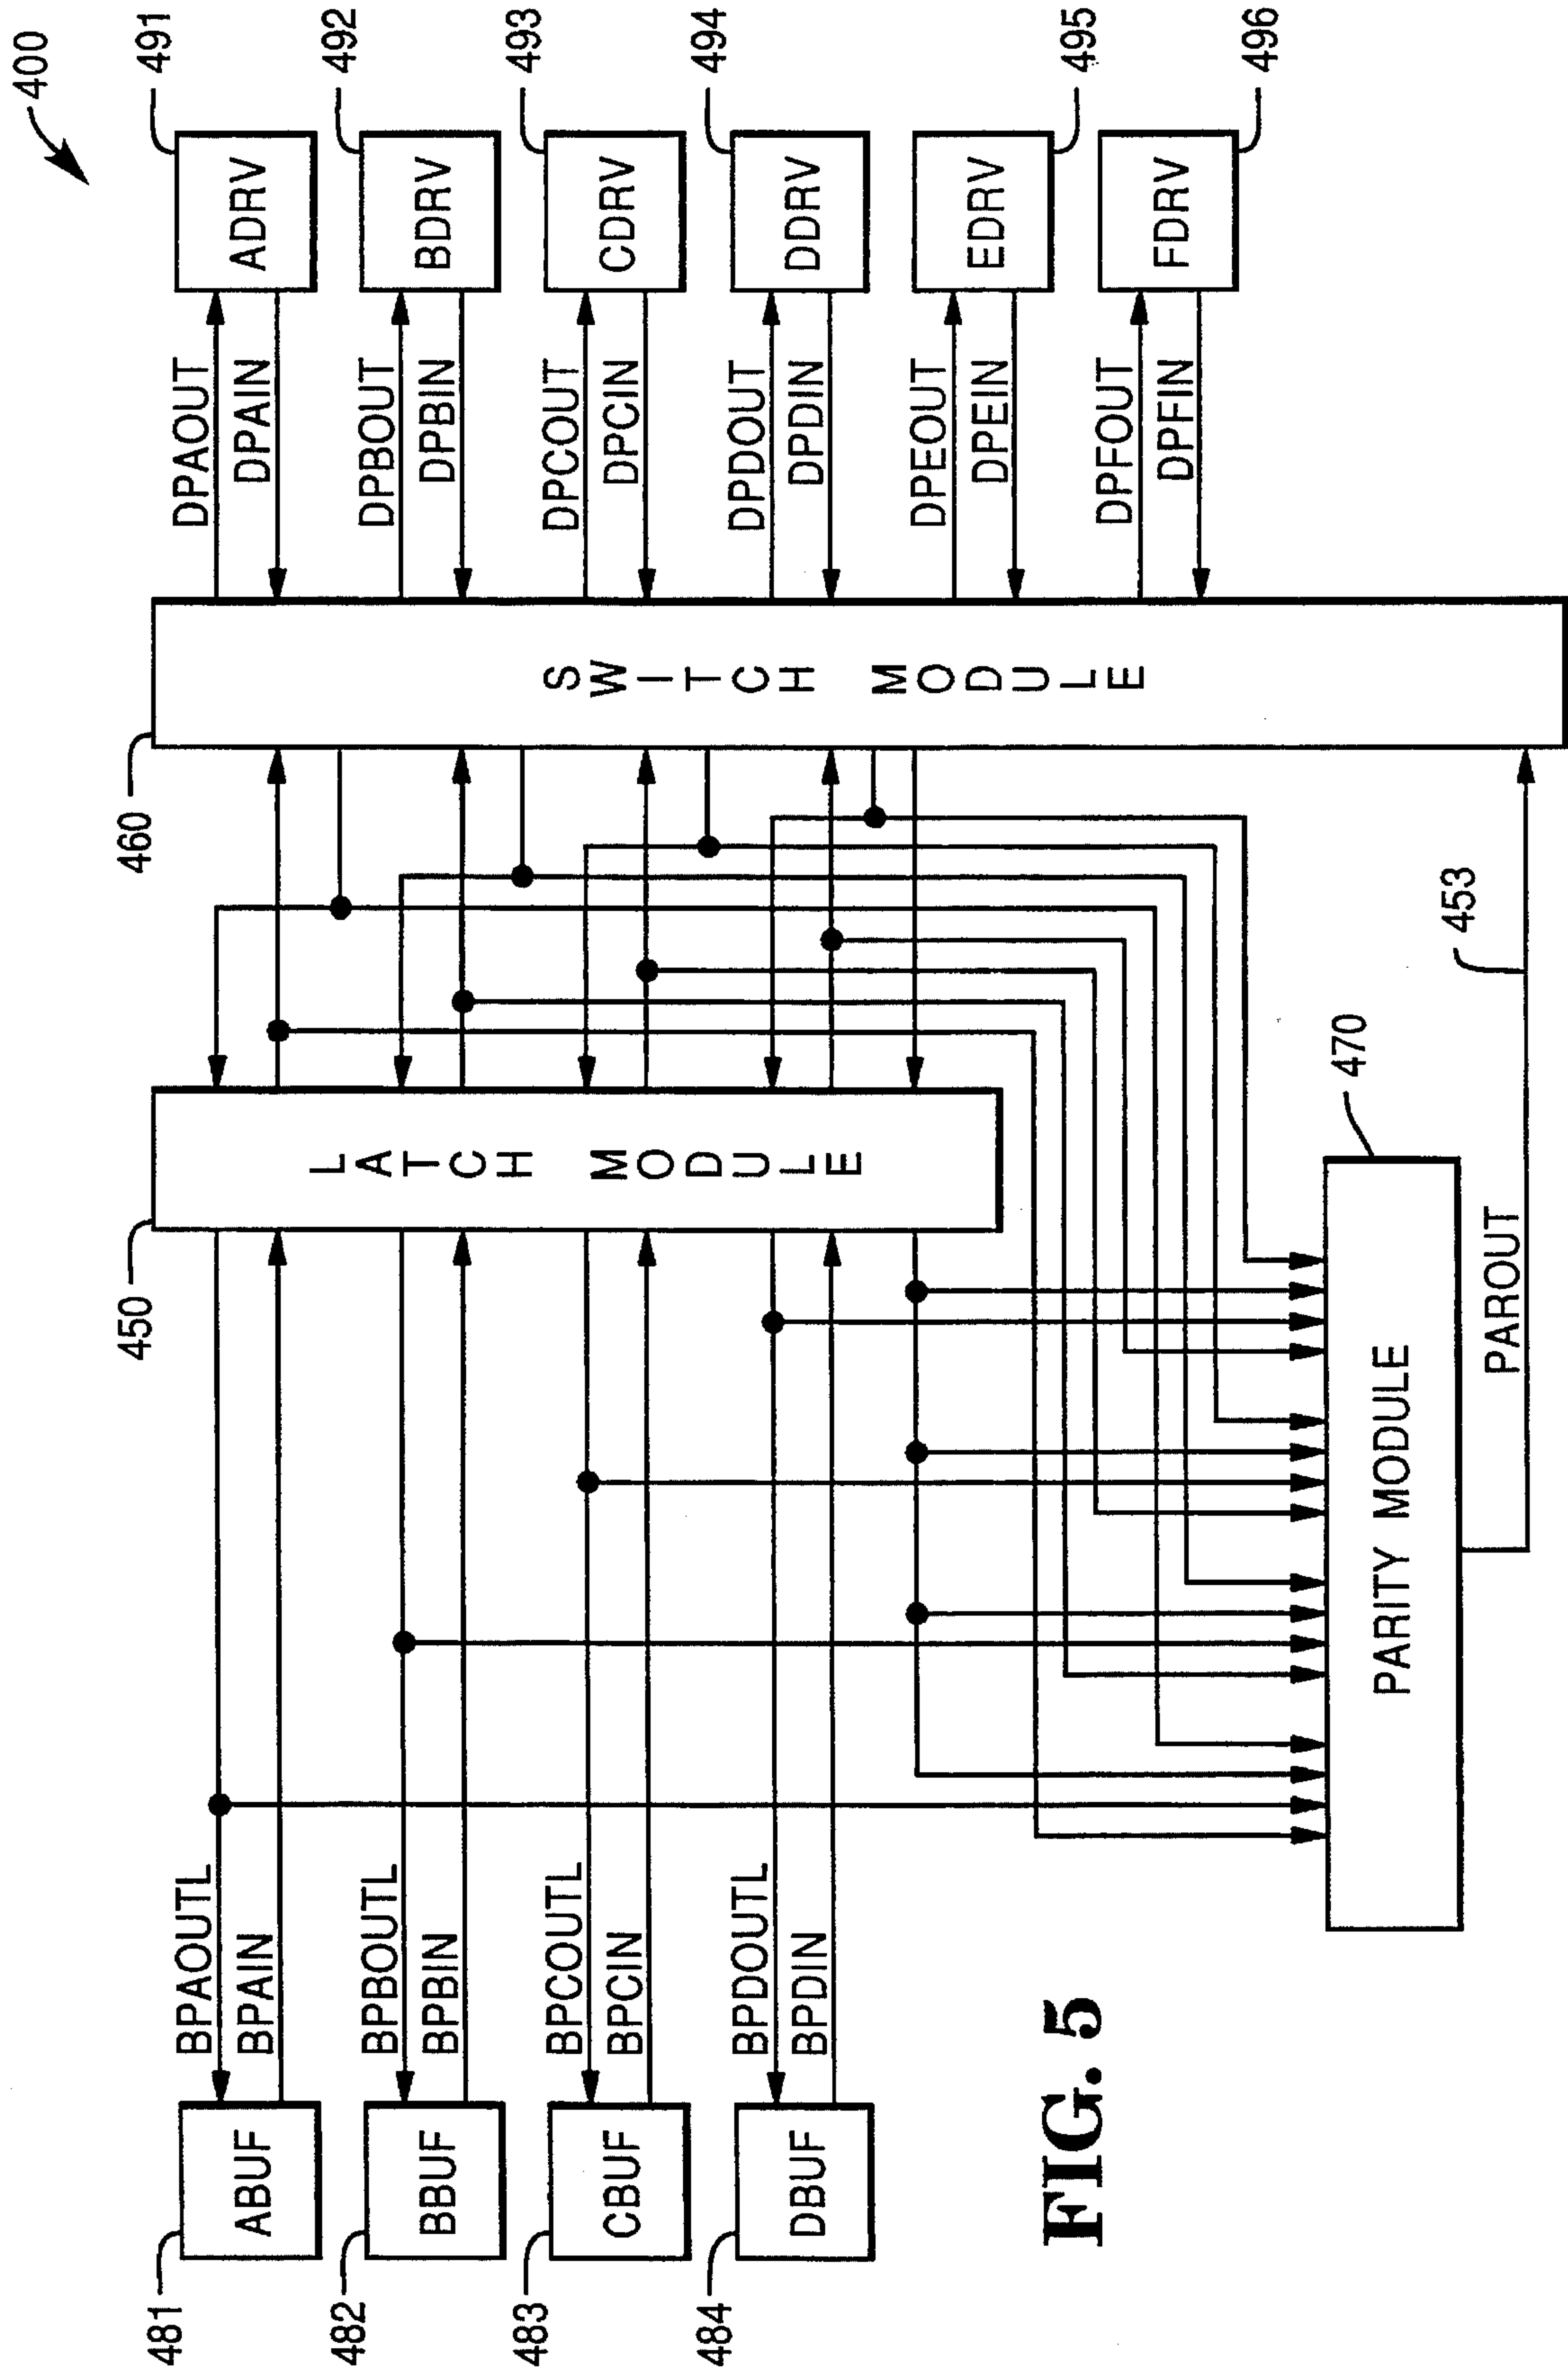 400
481
ABUF
BPAOUTL
BPAIN
482
BBUF
BPBOUTL
BPBIN
483
CBUF
BPCOUTL
BPCIN
484
DBUF
BPDOUTL
BPDIN
450
LATCH MODULE
460
SWITCH MODULE
DPAOUT
DPAIN
ADRV
491
DPBOUT
DPBIN
BDRV
492
DPCOUT
DPCIN
CDRV
493
DPDOUT
DPDIN
DDRV
494
DPEOUT
DPEIN
EDRV
495
DPFOUT
DPFIN
FDRV
496
470
PARITY MODULE
PAROUT
453
FIG. 5